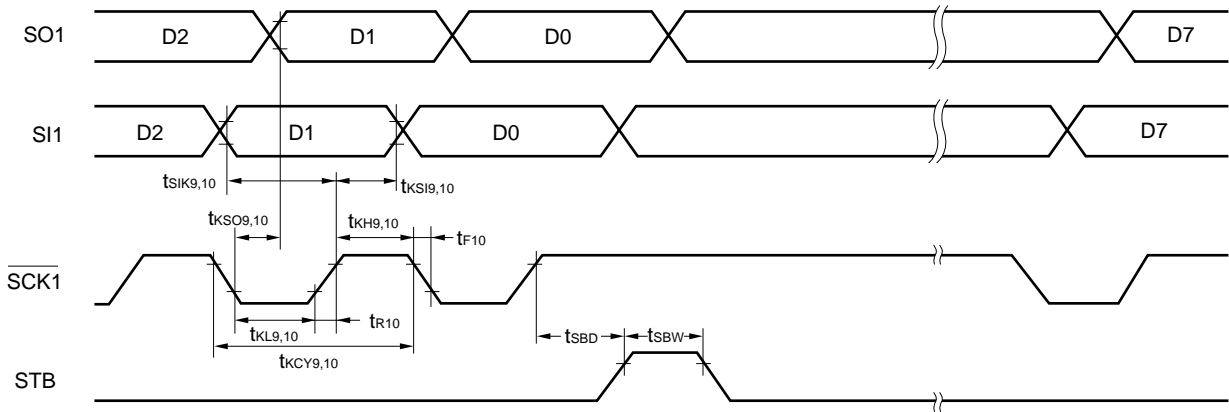 SO1 D2 D1 D0 D7
SI1 D2 D1 D0 D7
tSIK9,10 tKSI9,10
tKSO9,10 tKH9,10 tF10
SCK1
tKL9,10 tR10 tSBD tSBW
tKCY9,10
STB